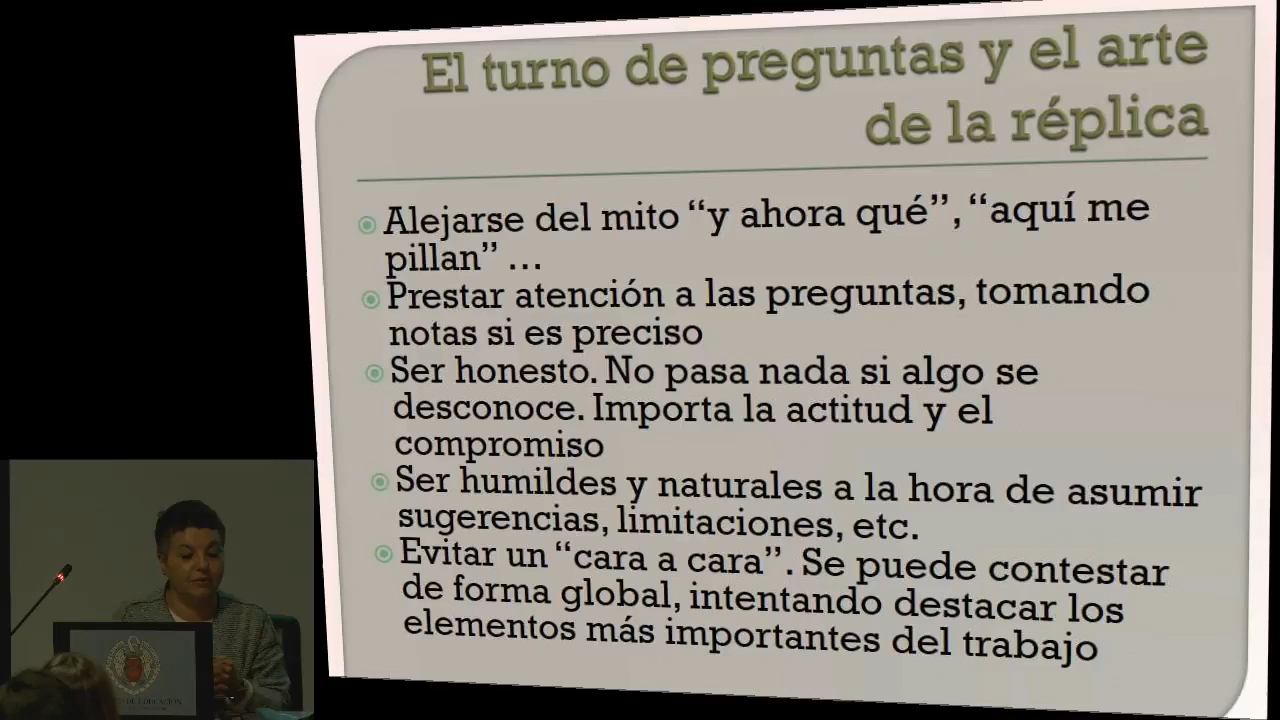 El turno de preguntas y el arte
de la réplica
Alejarse del mito “y ahora qué”, “aquí me
pillan” ...
Prestar atención a las preguntas, tomando
notas si es preciso
Ser honesto. No pasa nada si algo se
desconoce. Importa la actitud y el
compromiso
Ser humildes y naturales a la hora de asumir
sugerencias, limitaciones, etc.
Evitar un “cara a cara”. Se puede contestar
de forma global, intentando destacar los
elementos más importantes del trabajo
DE EDUCACIÓN